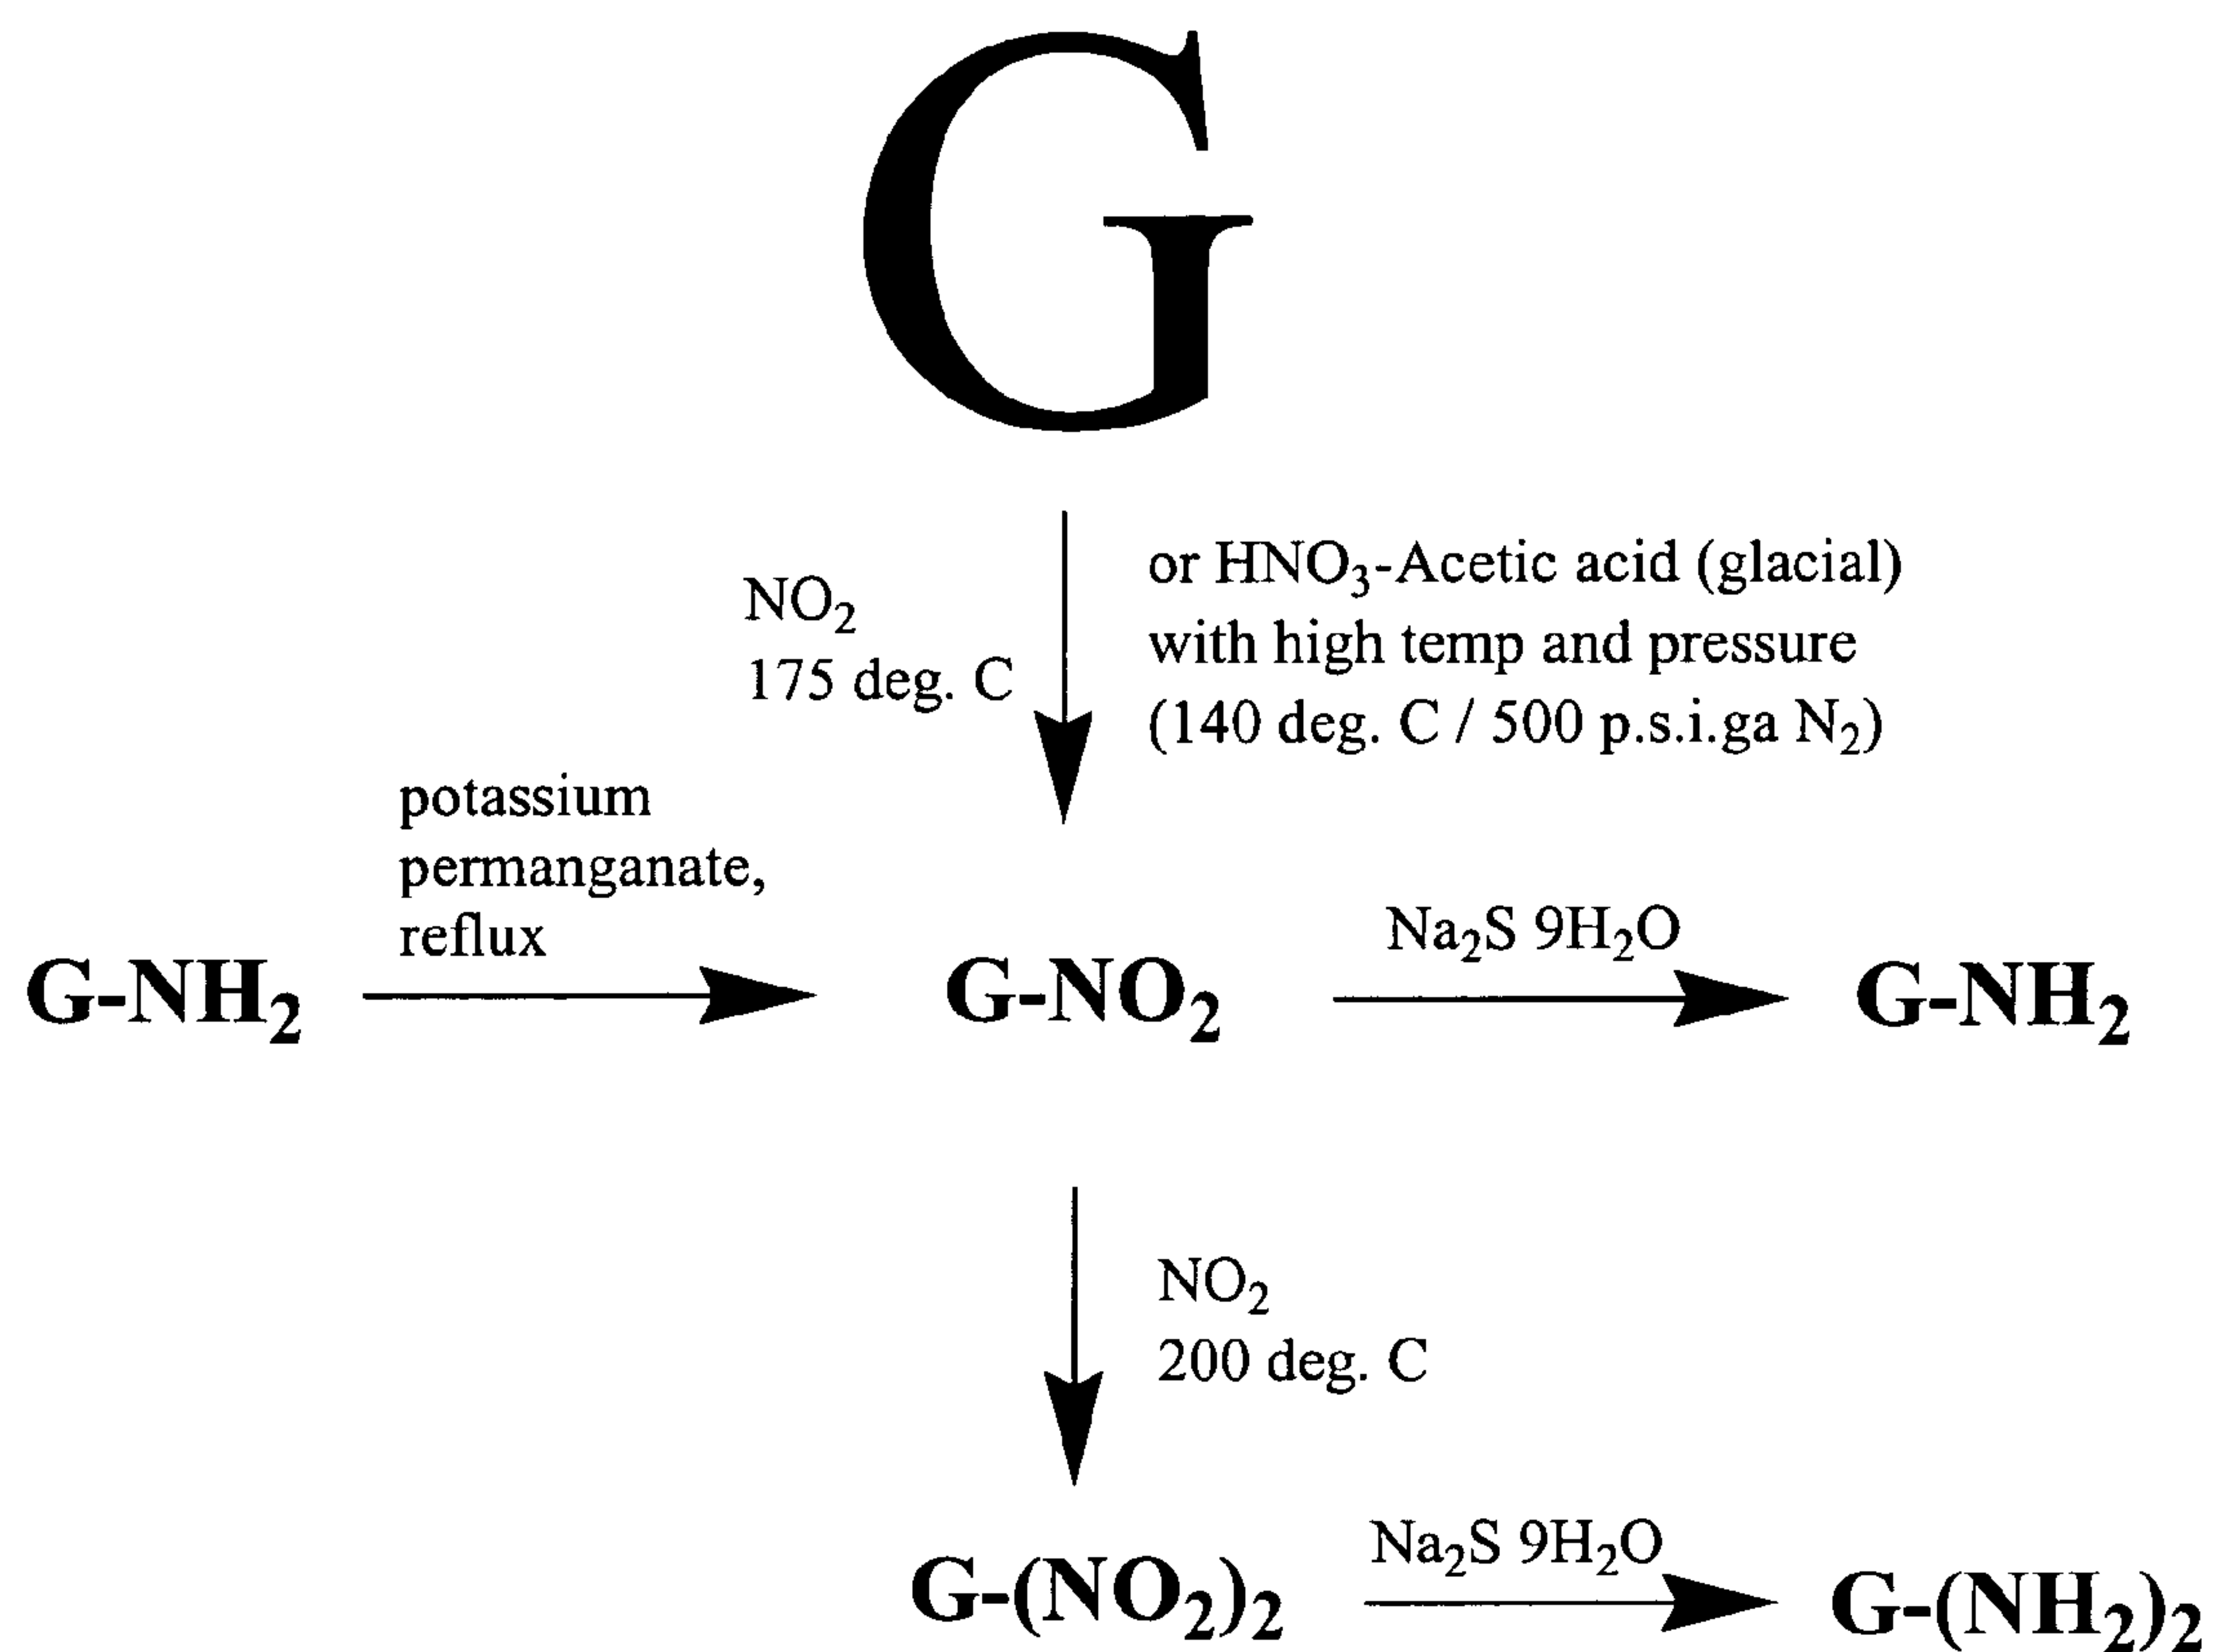 G
NO₂
175 deg. C
or HNO₃-Acetic acid (glacial)
with high temp and pressure
(140 deg. C / 500 p.s.i.ga N₂)
potassium
permanganate,
reflux
G-NH₂
G-NO₂
Na₂S 9H₂O
G-NH₂
NO₂
200 deg. C
G-(NO₂)₂
Na₂S 9H₂O
G-(NH₂)₂